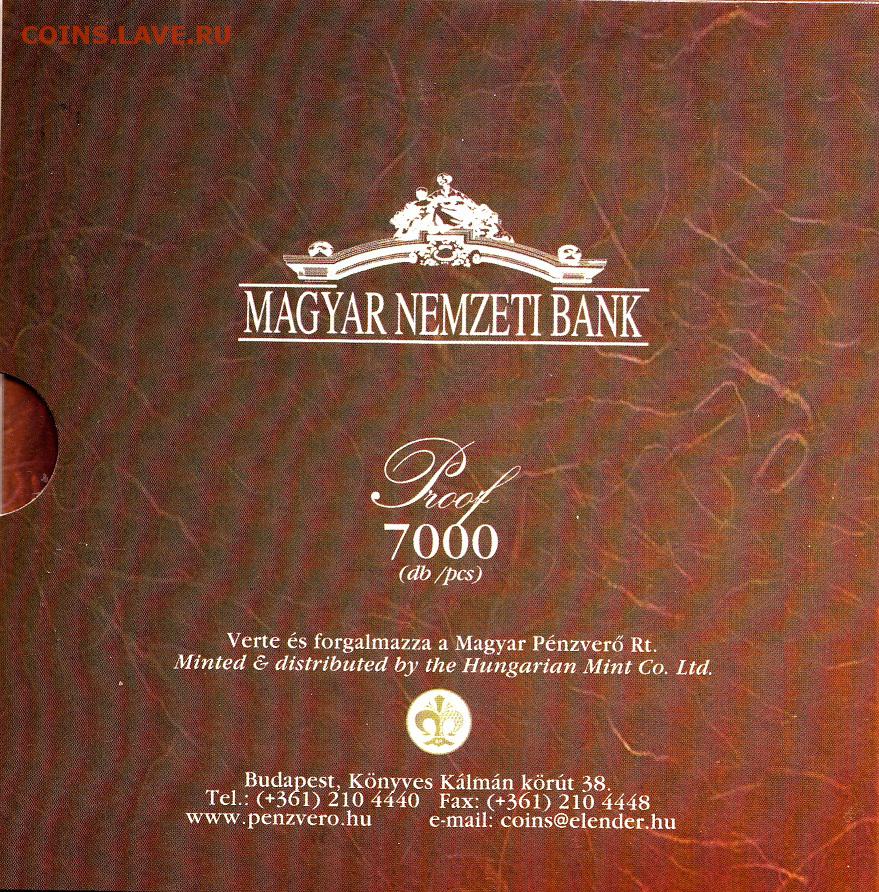 COINS.LAVE.RU
MAGYAR NEMZETI BANK
Proof
7000
(db /pcs)
Verte és forgalmazza a Magyar Pénzverő Rt.
Minted & distributed by the Hungarian Mint Co. Ltd.
Budapest, Könyves Kálmán körút 38.
Tel.: (+361) 210 4440 Fax: (+361) 210 4448
www.penzvero.hu e-mail: coins@elender.hu